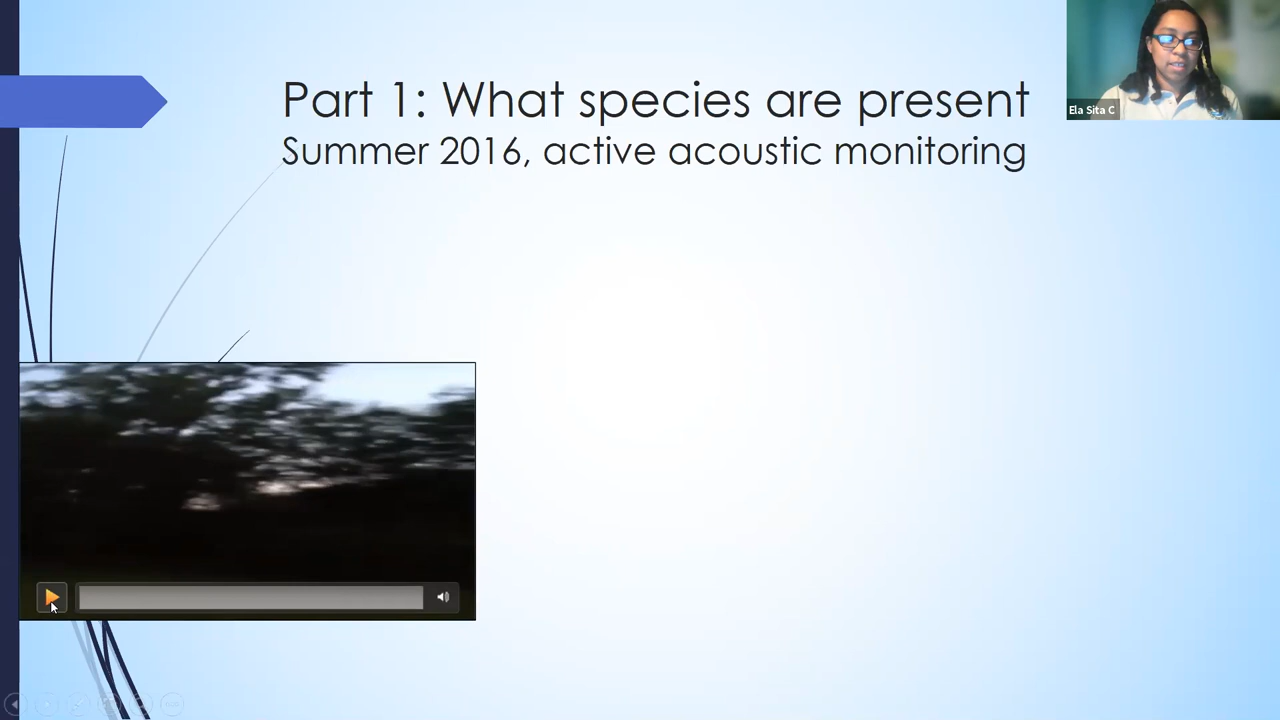 Part 1: What species are present
Summer 2016, active acoustic monitoring
Ela Sita C